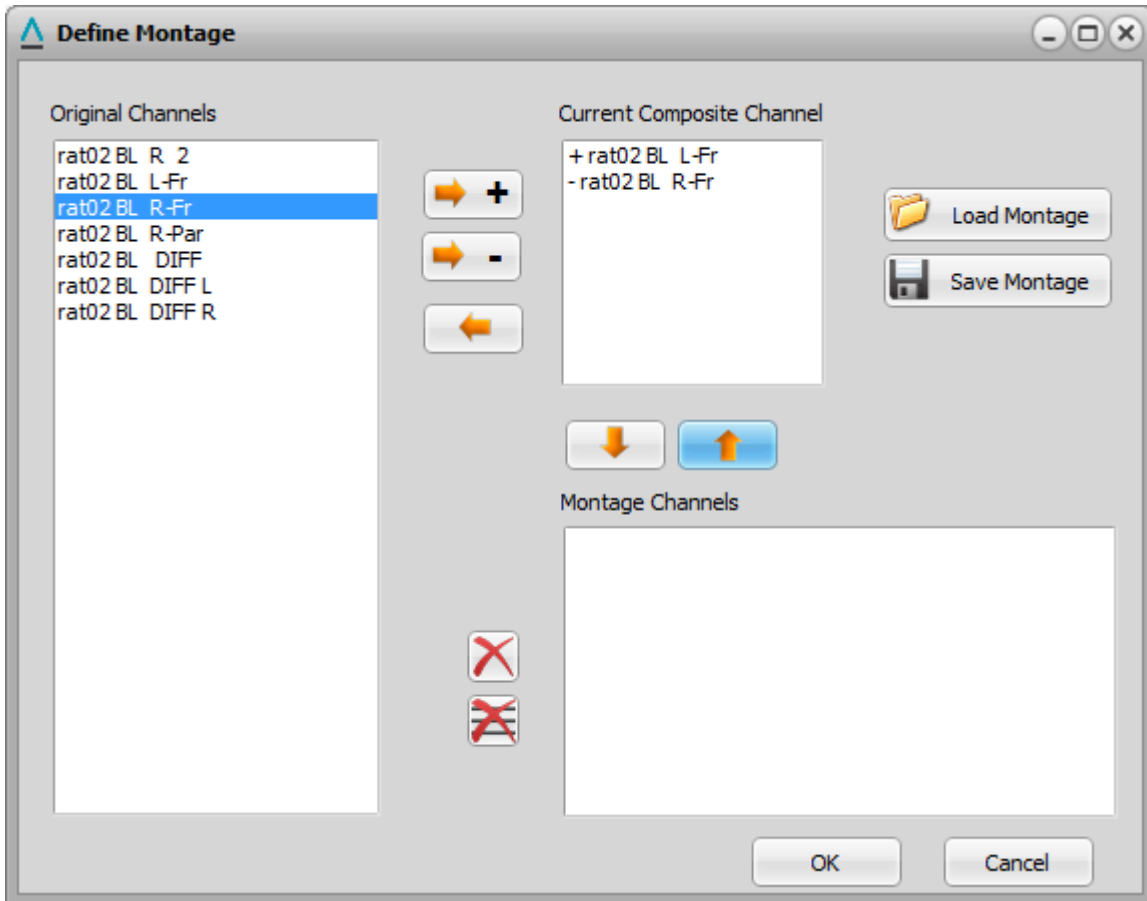 Define Montage
Original Channels
rat02 BL  R  2
rat02 BL  L-Fr
rat02 BL  R-Fr
rat02 BL  R-Par
rat02 BL   DIFF
rat02 BL  DIFF L
rat02 BL  DIFF R
+
-
Current Composite Channel
+ rat02 BL  L-Fr
- rat02 BL  R-Fr
Load Montage
Save Montage
Montage Channels
OK
Cancel